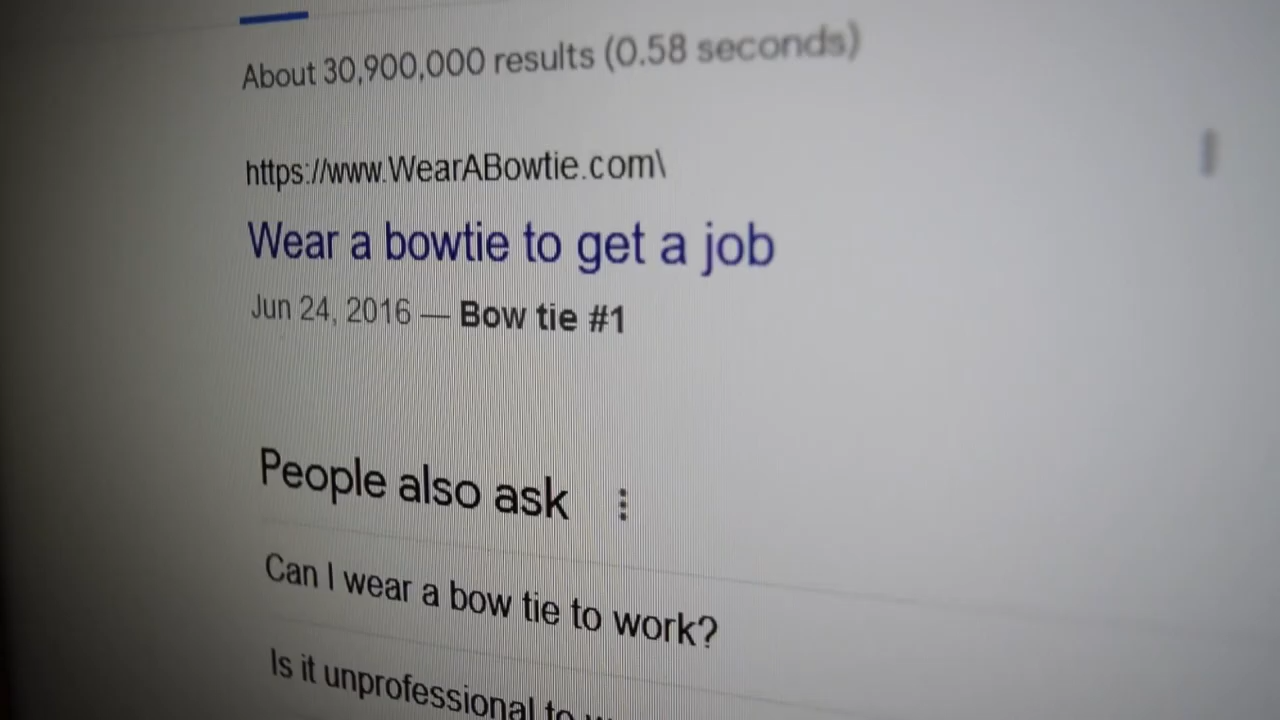 About 30,900,000 results (0.58 seconds)
https://www.WearABowtie.com\
Wear a bowtie to get a job
Jun 24, 2016 — Bow tie #1
People also ask
Can I wear a bow tie to work?
Is it unprofessional to